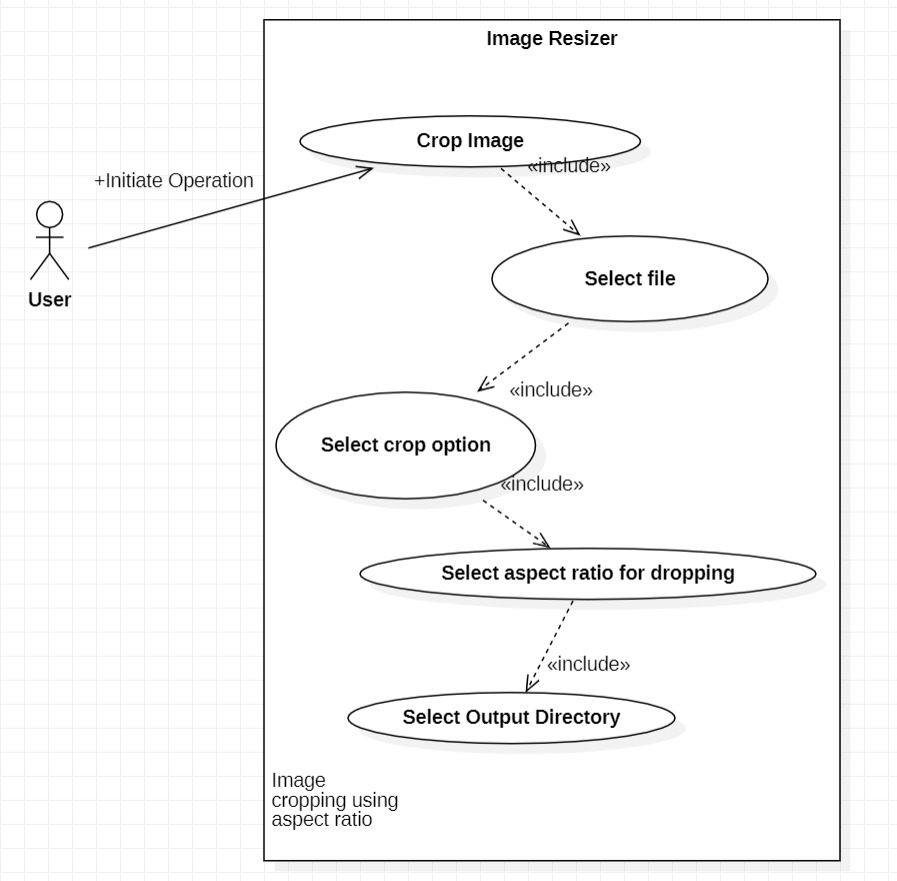 Image Resizer
Crop Image
«include»
+Initiate Operation
User
Select file
«include»
Select crop option
«include»
Select aspect ratio for dropping
«include»
Select Output Directory
Image
cropping using
aspect ratio